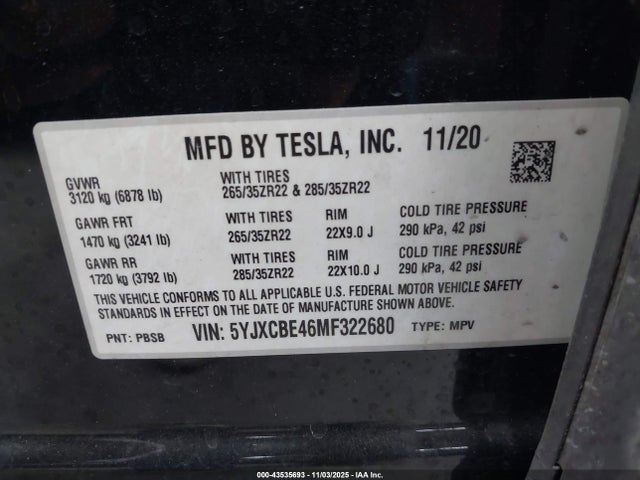 MFD BY TESLA, INC. 11/20
GVWR
3120 kg (6878 lb)
WITH TIRES
265/35ZR22 & 285/35ZR22
GAWR FRT
1470 kg (3241 lb)
WITH TIRES
265/35ZR22
RIM
22X9.0 J
COLD TIRE PRESSURE
290 kPa, 42 psi
GAWR RR
1720 kg (3792 lb)
WITH TIRES
285/35ZR22
RIM
22X10.0 J
COLD TIRE PRESSURE
290 kPa, 42 psi
THIS VEHICLE CONFORMS TO ALL APPLICABLE U.S. FEDERAL MOTOR VEHICLE SAFETY
STANDARDS IN EFFECT ON THE DATE OF MANUFACTURE SHOWN ABOVE.
PNT: PBSB VIN: 5YJXCBE46MF322680 TYPE: MPV
000-43535693 - 11/03/2025 - IAA Inc.